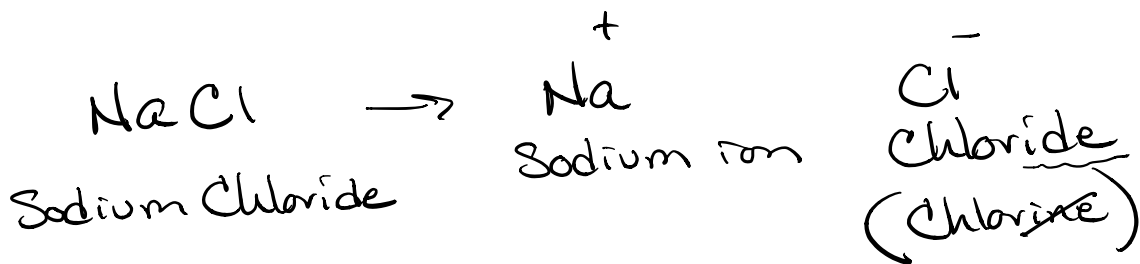 NaCl → Na⁺ Cl⁻
Sodium ion Chloride
Sodium Chloride (Chlorine)